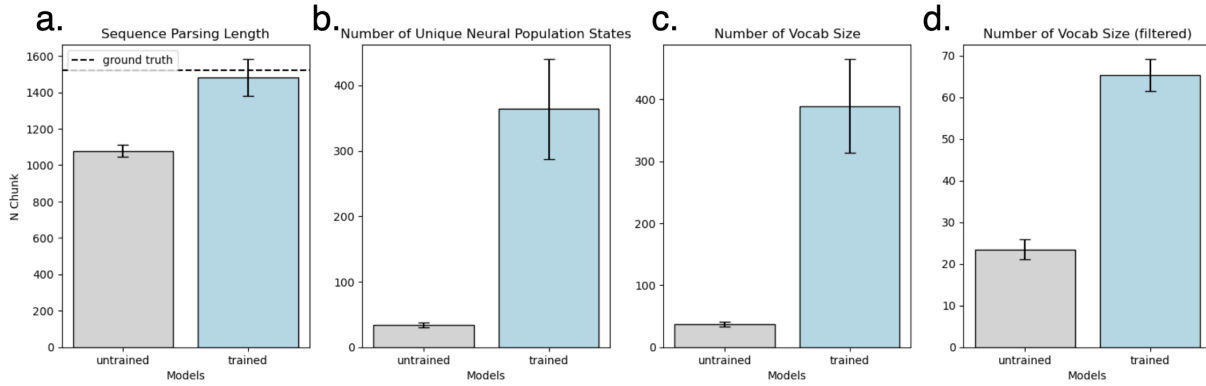 a.
Sequence Parsing Length
ground truth
N Chunk
1600
1400
1200
1000
800
600
400
200
0
untrained
trained
Models
b.
Number of Unique Neural Population States
400
300
200
100
0
untrained
trained
Models
c.
Number of Vocab Size
400
300
200
100
0
untrained
trained
Models
d.
Number of Vocab Size (filtered)
70
60
50
40
30
20
10
0
untrained
trained
Models